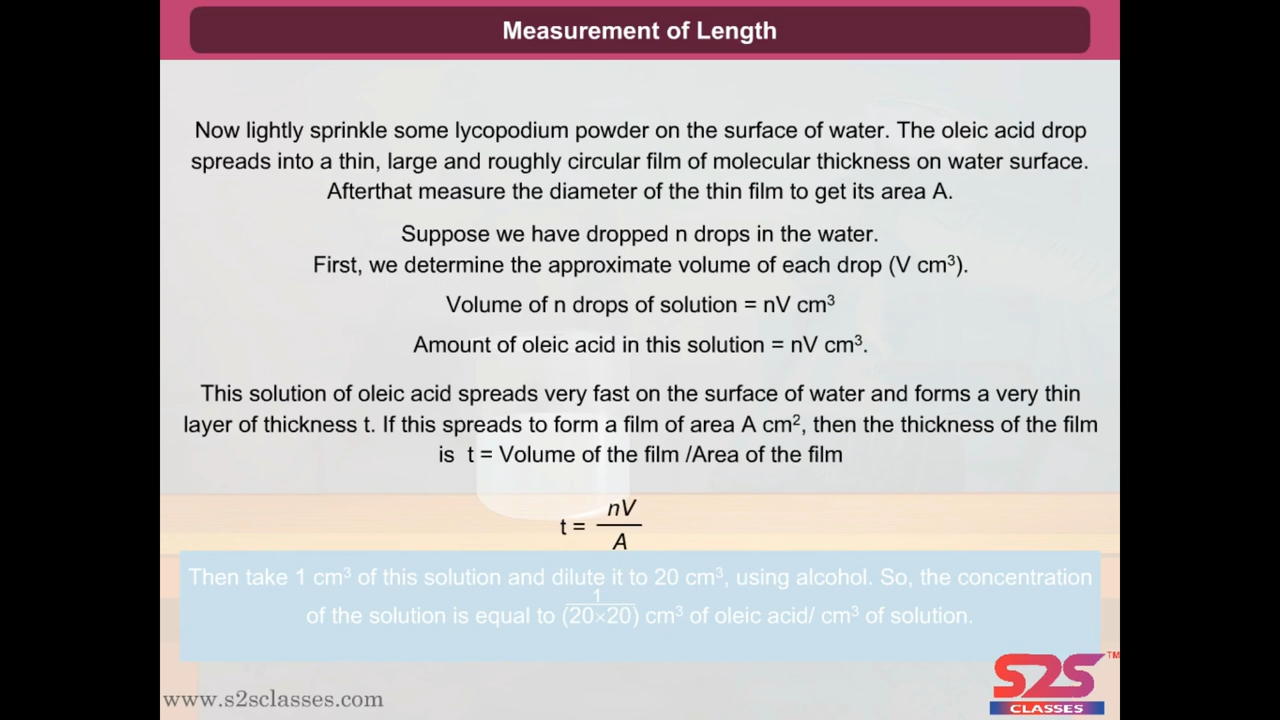 Measurement of Length
Now lightly sprinkle some lycopodium powder on the surface of water. The oleic acid drop
spreads into a thin, large and roughly circular film of molecular thickness on water surface.
Afterthat measure the diameter of the thin film to get its area A.
Suppose we have dropped n drops in the water.
First, we determine the approximate volume of each drop (V cm³).
Volume of n drops of solution = nV cm³
Amount of oleic acid in this solution = nV cm³.
This solution of oleic acid spreads very fast on the surface of water and forms a very thin
layer of thickness t. If this spreads to form a film of area A cm², then the thickness of the film
is t = Volume of the film /Area of the film
t = nV/A
Then take 1 cm³ of this solution and dilute it to 20 cm³, using alcohol. So, the concentration
of the solution is equal to 1/(20×20) cm³ of oleic acid/ cm³ of solution.
S2S TM
CLASSES
www.s2sclasses.com